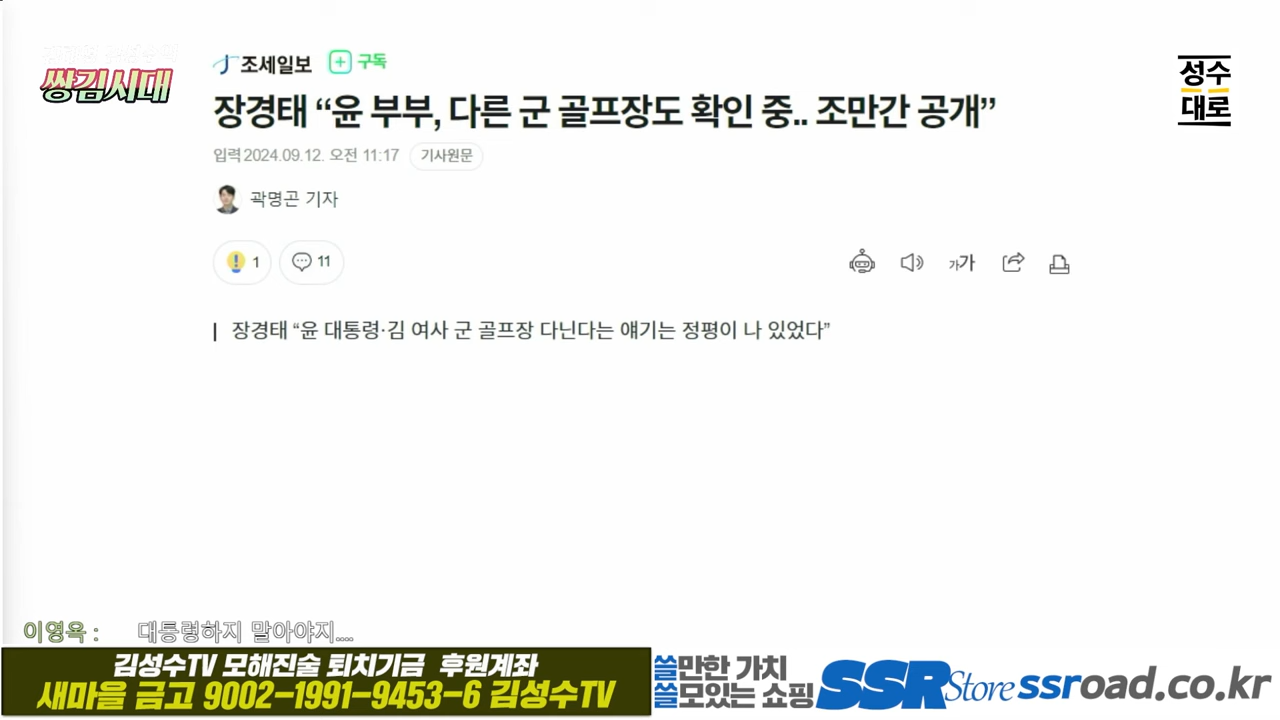 쌍김시대
성수
대로
조세일보 구독
장경태 “윤 부부, 다른 군 골프장도 확인 중.. 조만간 공개”
입력 2024.09.12. 오전 11:17 기사원문
곽명곤 기자
1 11
가가
장경태 “윤 대통령·김 여사 군 골프장 다닌다는 얘기는 정평이 나 있었다”
이영옥 : 대통령하지 말아야지....
김성수TV 모해진술 퇴치기금 후원계좌
새마을 금고 9002-1991-9453-6 김성수TV
쓸만한 가치
쓸모있는 쇼핑
SSR Store ssroad.co.kr